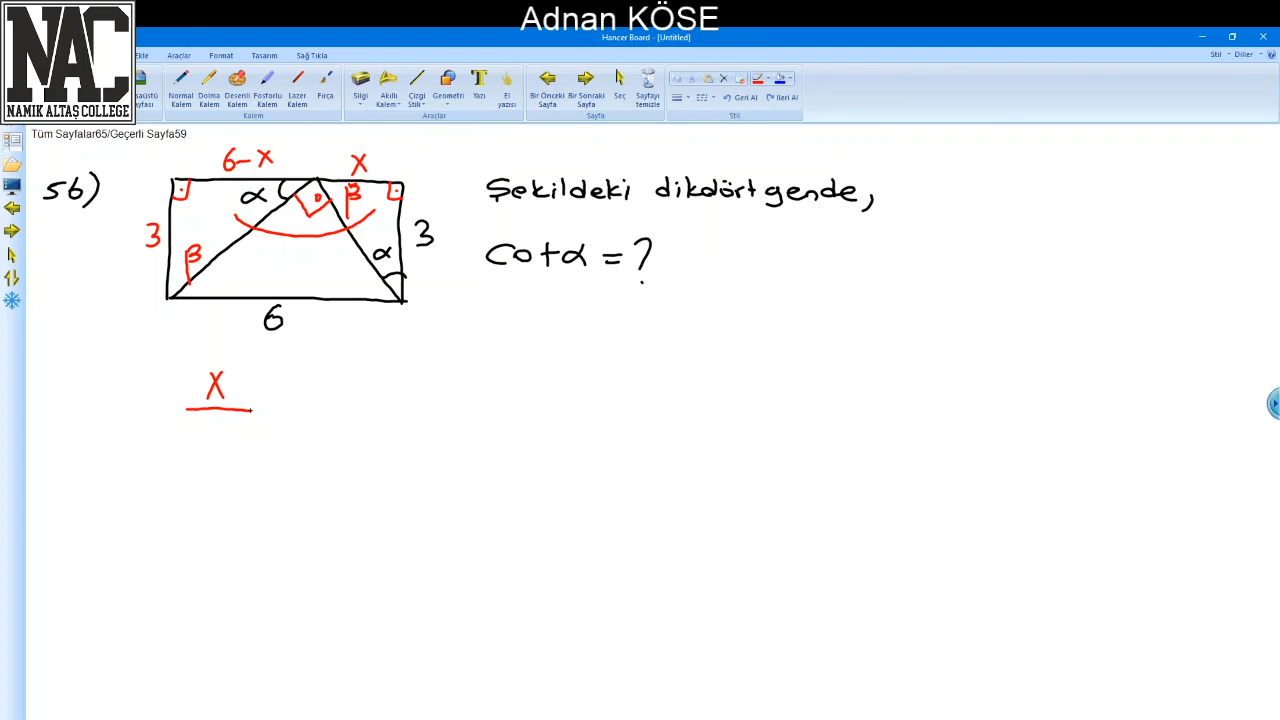 Adnan KÖSE
Hancer Board - [Untitled]
NAC
NAMIK ALTAŞ COLLEGE
Ekle Araçlar Format Tasarım Sağ Tıkla
Stil Diller
Normal Kalem
Dolma Kalem
Desenli Kalem
Fosforlu Kalem
Lazer Kalem
Fırça
Silgi
Akıllı Kalem
Çizgi Stili
Geometri
Yazı
El yazısı
Bir Önceki Sayfa
Bir Sonraki Sayfa
Seç
Sayfayı temizle
Geri Al
İleri Al
Kalem Araçlar Sayfa Stil
Tüm Sayfalar65/Geçerli Sayfa59
56)
6-x x
α β
3 β α 3
6
Şekildeki dikdörtgende,
cotα = ?
x